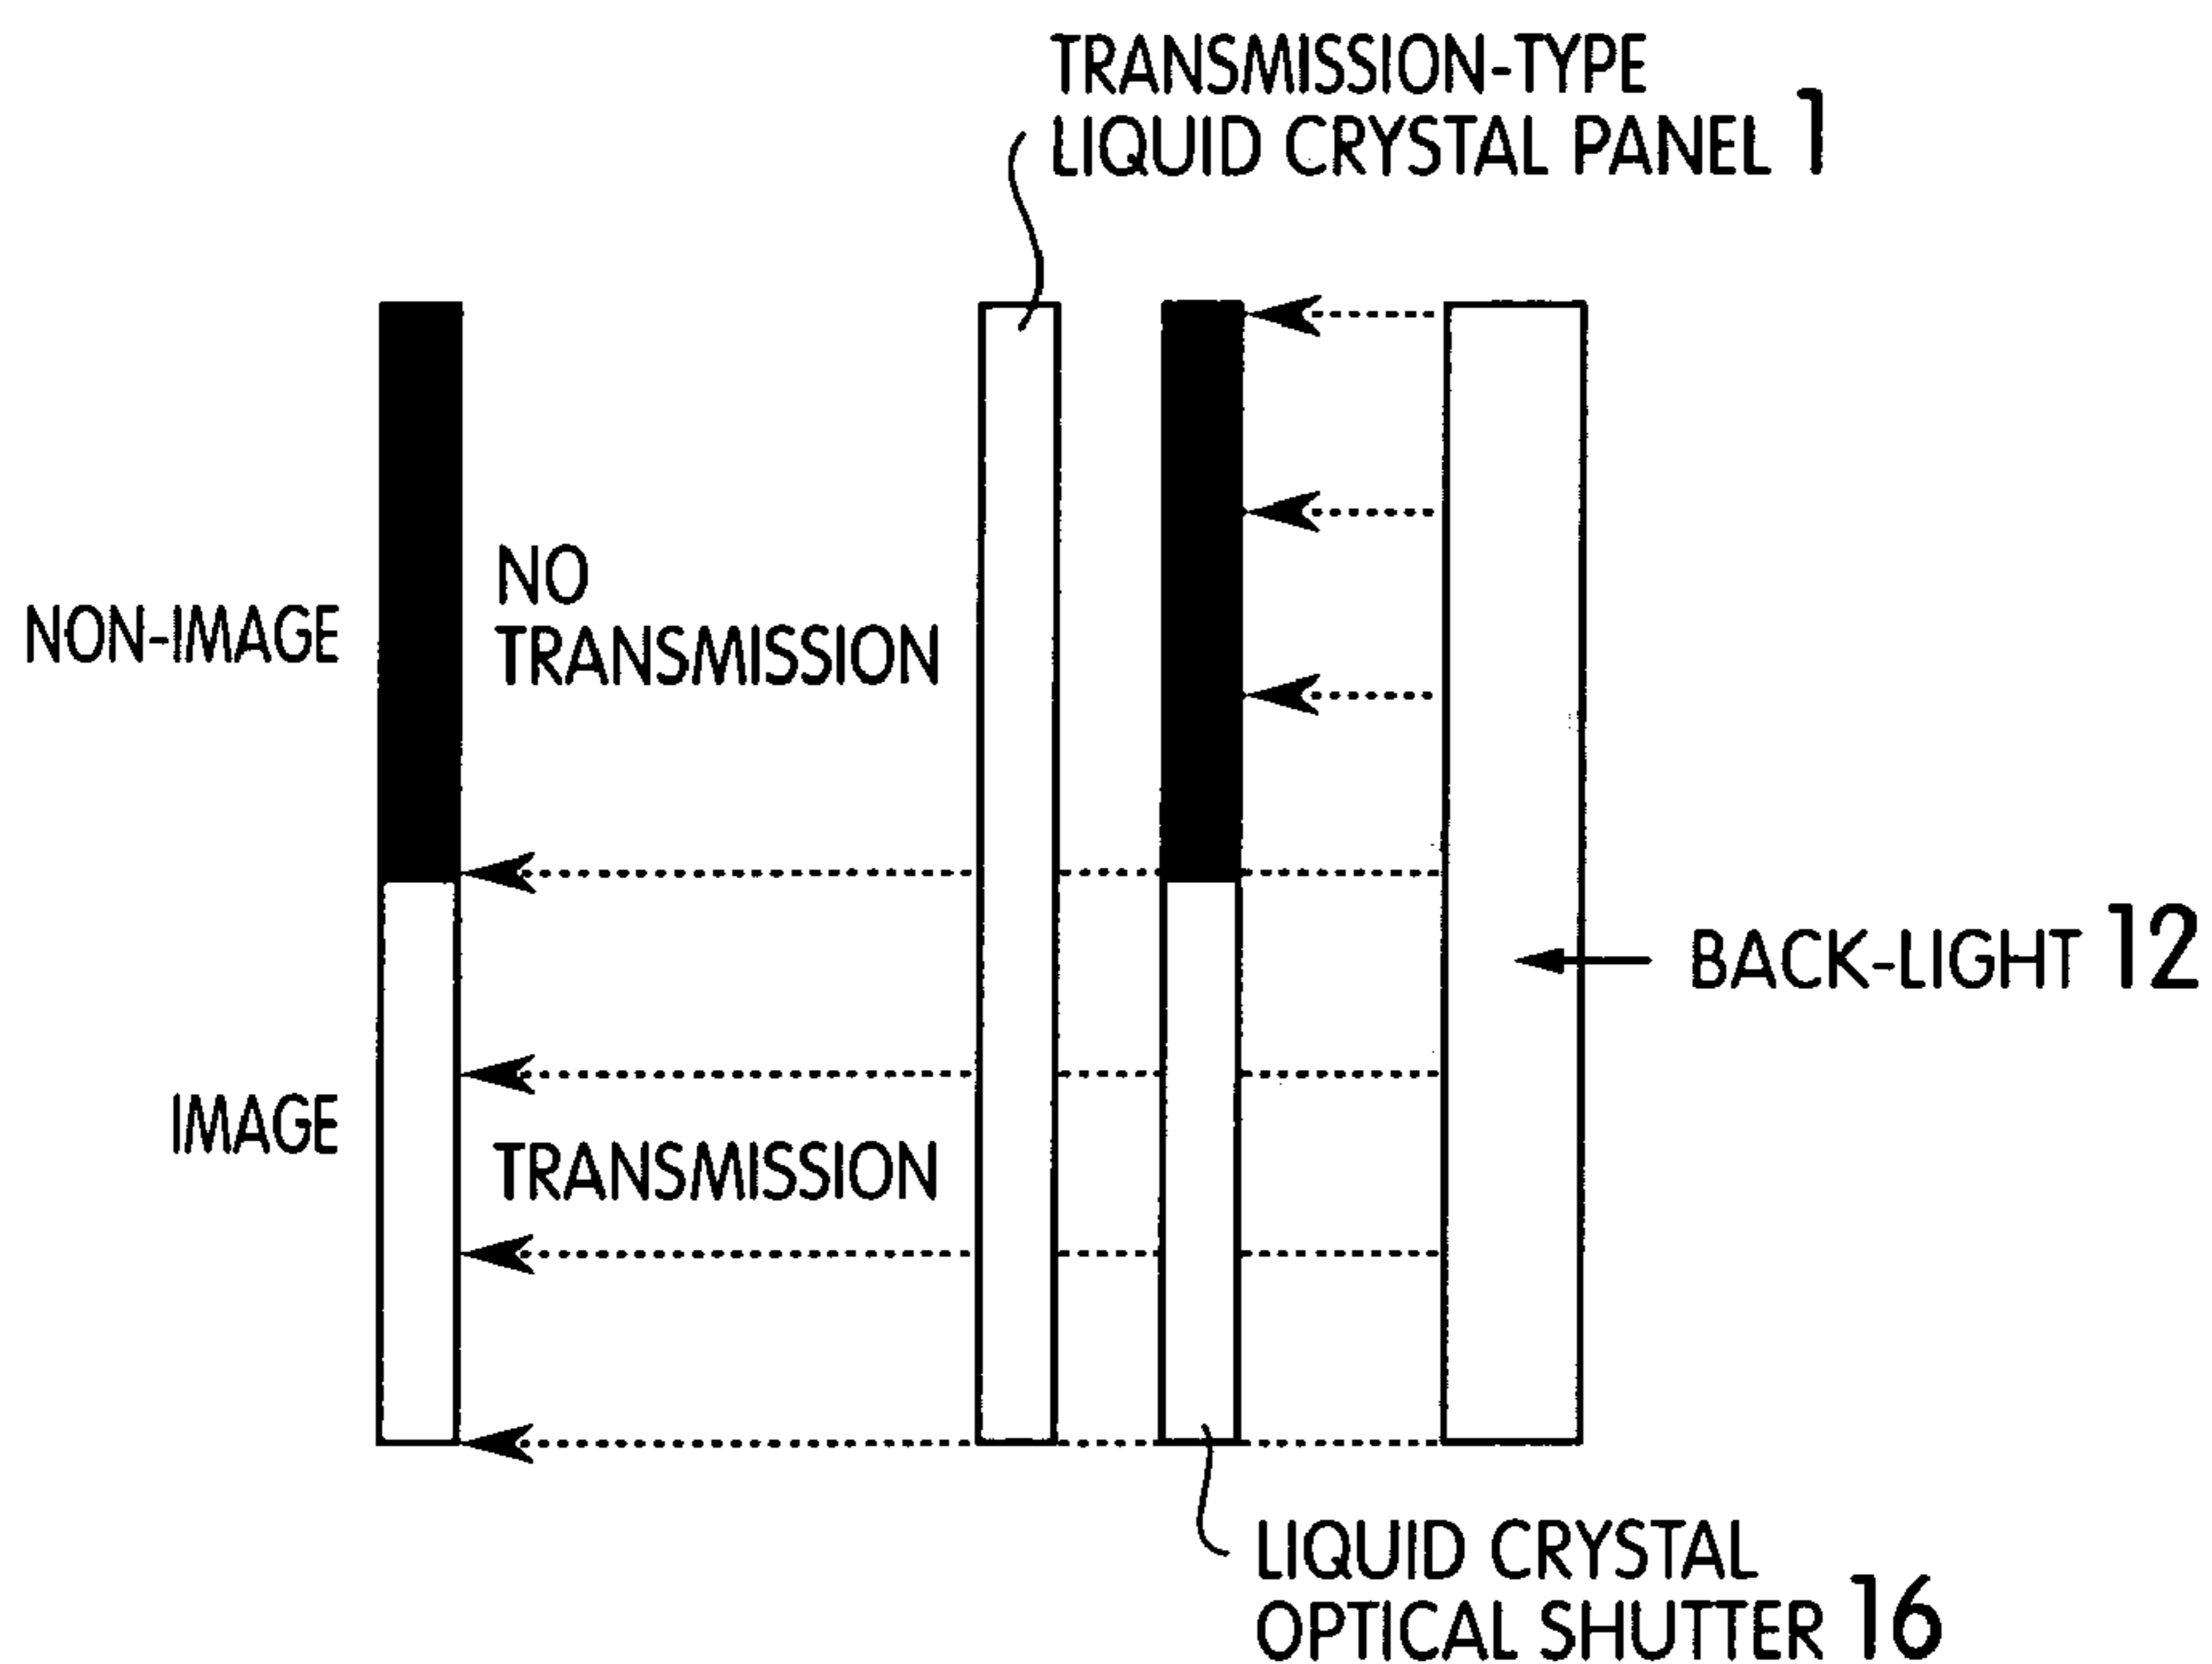 TRANSMISSION-TYPE
LIQUID CRYSTAL PANEL 1
NO
NON-IMAGE
TRANSMISSION
BACK-LIGHT 12
IMAGE
TRANSMISSION
LIQUID CRYSTAL
OPTICAL SHUTTER 16